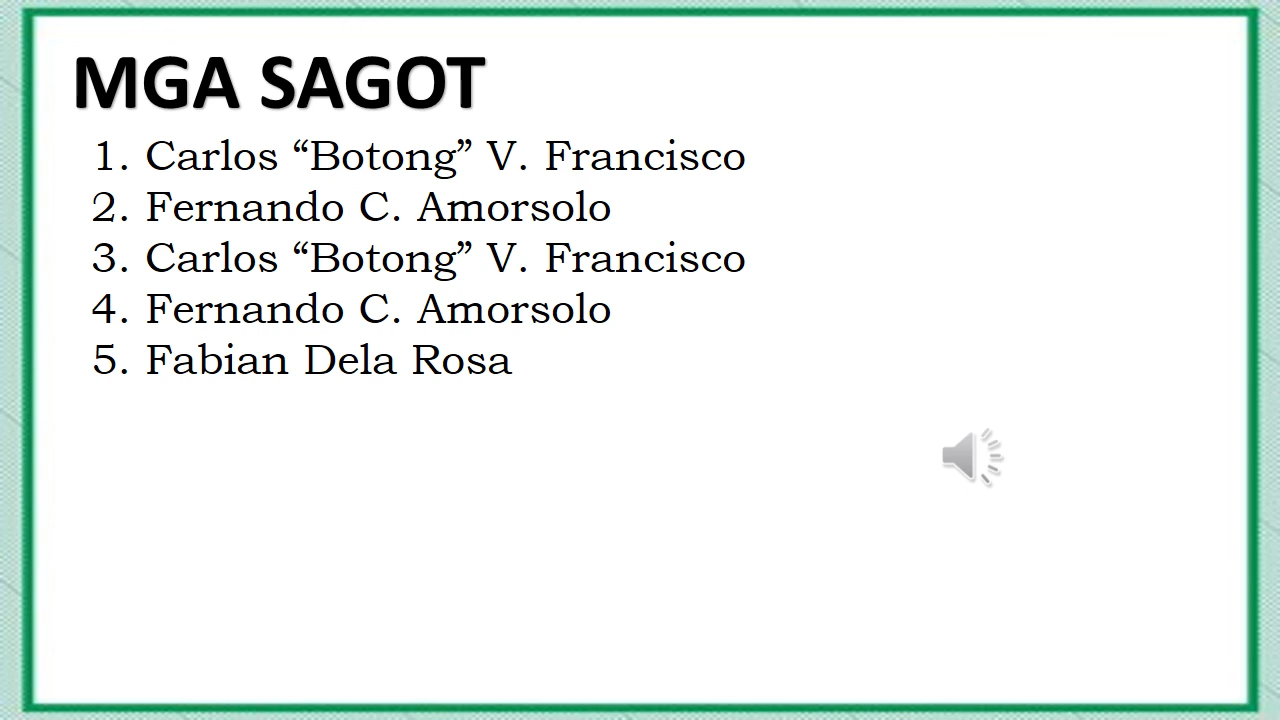 MGA SAGOT
1. Carlos “Botong” V. Francisco
2. Fernando C. Amorsolo
3. Carlos “Botong” V. Francisco
4. Fernando C. Amorsolo
5. Fabian Dela Rosa